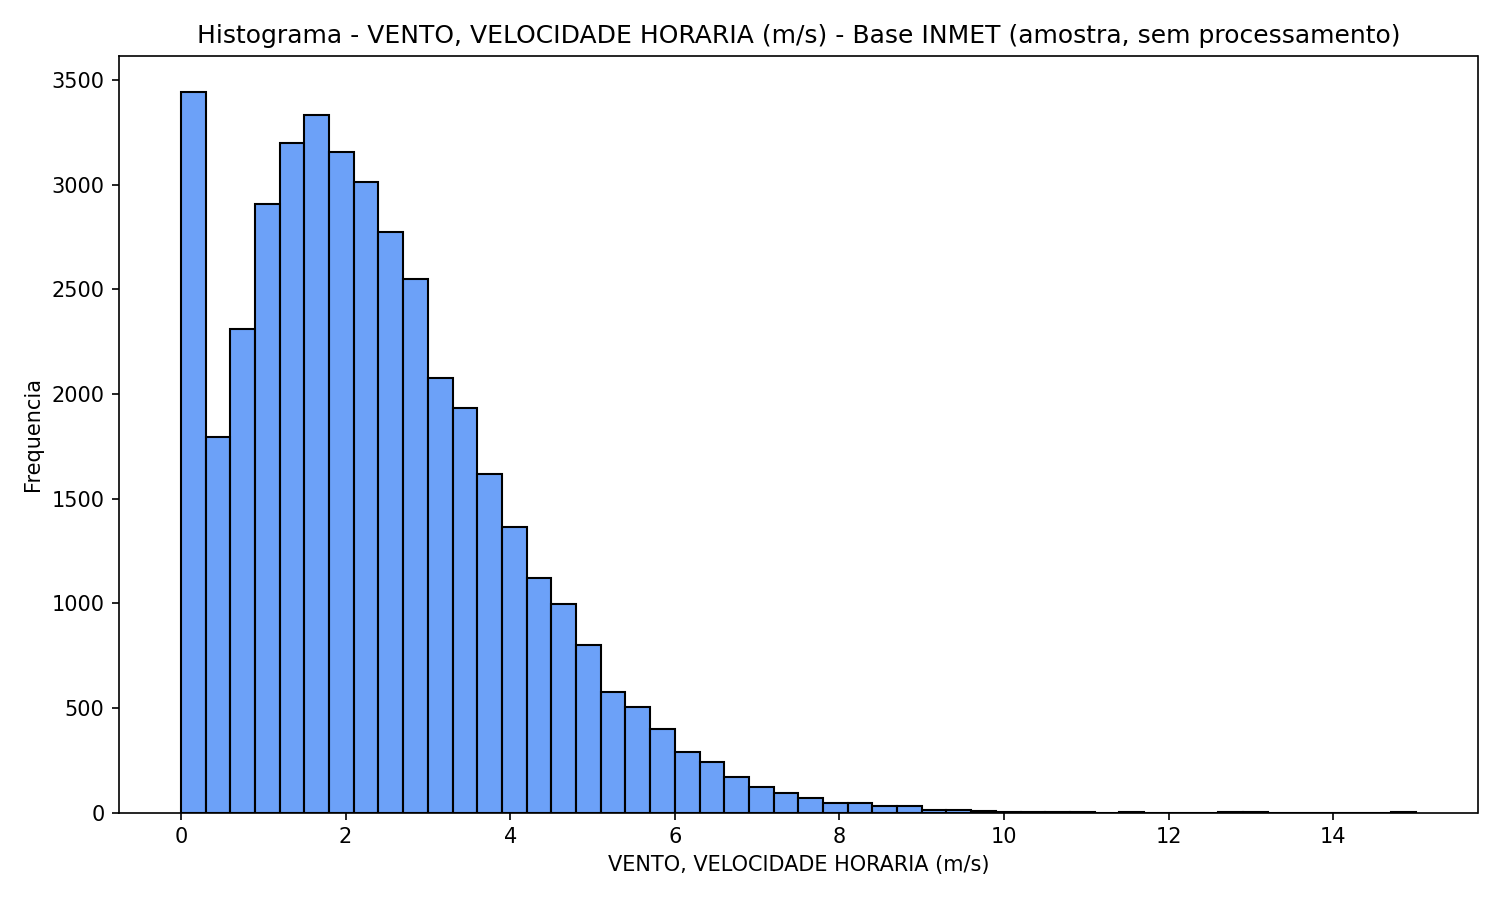 Histograma - VENTO, VELOCIDADE HORARIA (m/s) - Base INMET (amostra, sem processamento)
3500
3000
2500
2000
1500
1000
500
0
Frequencia
0 2 4 6 8 10 12 14
VENTO, VELOCIDADE HORARIA (m/s)